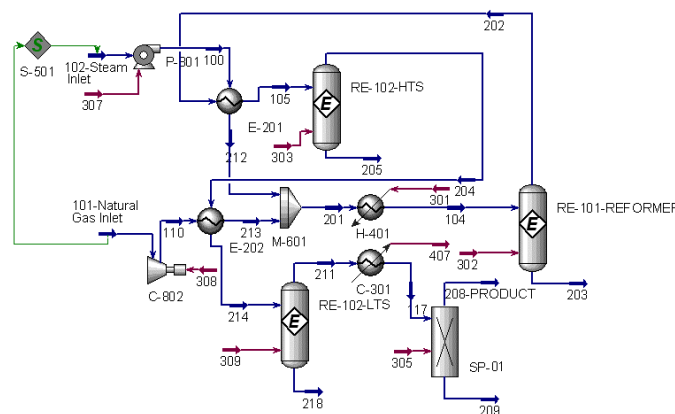 202
S
S-501
102-Steam
Inlet
P-801
100
307
105
RE-102-HTS
E
E-201
303
212
205
204
101-Natural
Gas Inlet
110
213
E-202
M-601
201
301
H-401
104
RE-101-REFORMER
E
302
203
C-802
308
214
211
407
C-301
RE-102-LTS
E
309
218
117
208-PRODUCT
305
SP-01
209